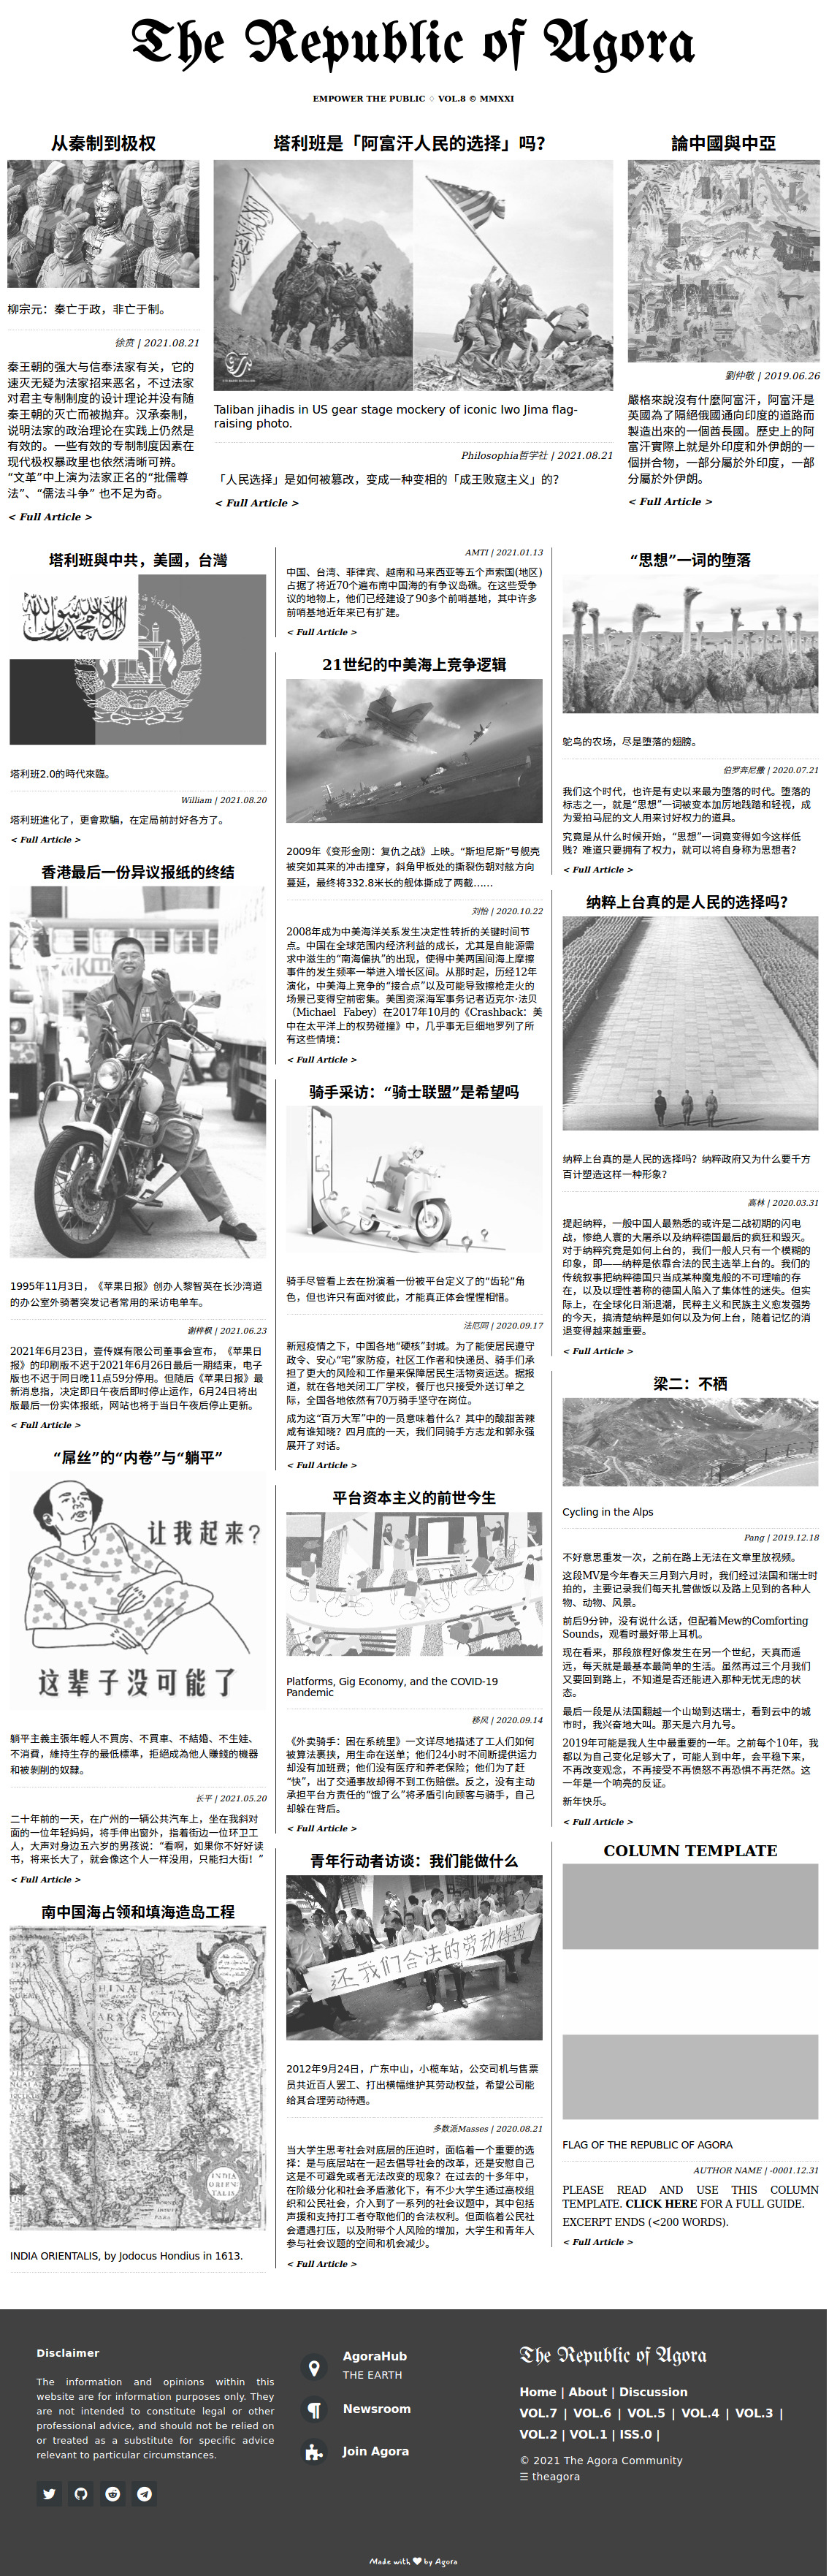 The Republic of Agora
EMPOWER THE PUBLIC ♢ VOL.8 © MMXXI
从秦制到极权
柳宗元：秦亡于政，非亡于制。
徐贲 | 2021.08.21
秦王朝的强大与信奉法家有关，它的
速灭无疑为法家招来恶名，不过法家
对君主专制制度的设计理论并没有随
秦王朝的灭亡而被抛弃。汉承秦制，
说明法家的政治理论在实践上仍然是
有效的。一些有效的专制制度因素在
现代极权暴政里也依然清晰可辨。
“文革”中上演为法家正名的“批儒尊
法”、“儒法斗争” 也不足为奇。
< Full Article >
塔利班是「阿富汗人民的选择」吗？
Taliban jihadis in US gear stage mockery of iconic Iwo Jima flag-
raising photo.
Philosophia哲学社 | 2021.08.21
「人民选择」是如何被篡改，变成一种变相的「成王败寇主义」的？
< Full Article >
論中國與中亞
劉仲敬 | 2019.06.26
嚴格來說沒有什麼阿富汗，阿富汗是
英國為了隔絕俄國通向印度的道路而
製造出來的一個酋長國。歷史上的阿
富汗實際上就是外印度和外伊朗的一
個拼合物，一部分屬於外印度，一部
分屬於外伊朗。
< Full Article >
塔利班與中共，美國，台灣
塔利班2.0的時代來臨。
William | 2021.08.20
塔利班進化了，更會欺騙，在定局前討好各方了。
< Full Article >
香港最后一份异议报纸的终结
1995年11月3日，《苹果日报》创办人黎智英在长沙湾道
的办公室外骑著突发记者常用的采访电单车。
谢梓枫 | 2021.06.23
2021年6月23日，壹传媒有限公司董事会宣布，《苹果日
报》的印刷版不迟于2021年6月26日最后一期结束，电子
版也不迟于同日晚11点59分停用。但随后《苹果日报》最
新消息指，决定即日午夜后即时停止运作，6月24日将出
版最后一份实体报纸，网站也将于当日午夜后停止更新。
< Full Article >
“屌丝”的“内卷”与“躺平”
让我起来？
这辈子没可能了
躺平主義主張年輕人不買房、不買車、不結婚、不生娃、
不消費，維持生存的最低標準，拒絕成為他人賺錢的機器
和被剝削的奴隸。
长平 | 2021.05.20
二十年前的一天，在广州的一辆公共汽车上，坐在我斜对
面的一位年轻妈妈，将手伸出窗外，指着街边一位环卫工
人，大声对身边五六岁的男孩说：“看啊，如果你不好好读
书，将来长大了，就会像这个人一样没用，只能扫大街！”
< Full Article >
南中国海占领和填海造岛工程
INDIA ORIENTALIS
INDIA ORIENTALIS, by Jodocus Hondius in 1613.
AMTI | 2021.01.13
中国、台湾、菲律宾、越南和马来西亚等五个声索国(地区)
占据了将近70个遍布南中国海的有争议岛礁。在这些受争
议的地物上，他们已经建设了90多个前哨基地，其中许多
前哨基地近年来已有扩建。
< Full Article >
21世纪的中美海上竞争逻辑
2009年《变形金刚：复仇之战》上映。“斯坦尼斯”号舰壳
被突如其来的冲击撞穿，斜角甲板处的撕裂伤朝对舷方向
蔓延，最终将332.8米长的舰体撕成了两截……
刘怡 | 2020.10.22
2008年成为中美海洋关系发生决定性转折的关键时间节
点。中国在全球范围内经济利益的成长，尤其是自能源需
求中滋生的“南海偏执”的出现，使得中美两国间海上摩擦
事件的发生频率一举进入增长区间。从那时起，历经12年
演化，中美海上竞争的“接合点”以及可能导致擦枪走火的
场景已变得空前密集。美国资深海军事务记者迈克尔·法贝
（Michael Fabey）在2017年10月的《Crashback：美
中在太平洋上的权势碰撞》中，几乎事无巨细地罗列了所
有这些情境：
< Full Article >
骑手采访：“骑士联盟”是希望吗
骑手尽管看上去在扮演着一份被平台定义了的“齿轮”角
色，但也许只有面对彼此，才能真正体会惺惺相惜。
法厄同 | 2020.09.17
新冠疫情之下，中国各地“硬核”封城。为了能使居民遵守
政令、安心“宅”家防疫，社区工作者和快递员、骑手们承
担了更大的风险和工作量来保障居民生活物资运送。据报
道，就在各地关闭工厂学校，餐厅也只接受外送订单之
际，全国各地依然有70万骑手坚守在岗位。
成为这“百万大军”中的一员意味着什么？其中的酸甜苦辣
咸有谁知晓？四月底的一天，我们同骑手方志龙和郭永强
展开了对话。
< Full Article >
平台资本主义的前世今生
Platforms, Gig Economy, and the COVID-19
Pandemic
移风 | 2020.09.14
《外卖骑手：困在系统里》一文详尽地描述了工人们如何
被算法裹挟，用生命在送单；他们24小时不间断提供运力
却没有加班费；他们没有医疗和养老保险；他们为了赶
“快”，出了交通事故却得不到工伤赔偿。反之，没有主动
承担平台方责任的“饿了么”将矛盾引向顾客与骑手，自己
却躲在背后。
< Full Article >
青年行动者访谈：我们能做什么
还我们合法的劳动待遇
2012年9月24日，广东中山，小榄车站，公交司机与售票
员共近百人罢工、打出横幅维护其劳动权益，希望公司能
给其合理劳动待遇。
多数派Masses | 2020.08.21
当大学生思考社会对底层的压迫时，面临着一个重要的选
择：是与底层站在一起去倡导社会的改革，还是安慰自己
这是不可避免或者无法改变的现象？在过去的十多年中，
在阶级分化和社会矛盾激化下，有不少大学生通过高校组
织和公民社会，介入到了一系列的社会议题中，其中包括
声援和支持打工者夺取他们的合法权利。但面临着公民社
会遭遇打压，以及附带个人风险的增加，大学生和青年人
参与社会议题的空间和机会减少。
< Full Article >
“思想”一词的堕落
鸵鸟的农场，尽是堕落的翅膀。
伯罗奔尼撒 | 2020.07.21
我们这个时代，也许是有史以来最为堕落的时代。堕落的
标志之一，就是“思想”一词被变本加厉地践踏和轻视，成
为爱拍马屁的文人用来讨好权力的道具。
究竟是从什么时候开始，“思想”一词竟变得如今这样低
贱？难道只要拥有了权力，就可以将自身称为思想者？
< Full Article >
纳粹上台真的是人民的选择吗？
纳粹上台真的是人民的选择吗？纳粹政府又为什么要千方
百计塑造这样一种形象？
高林 | 2020.03.31
提起纳粹，一般中国人最熟悉的或许是二战初期的闪电
战，惨绝人寰的大屠杀以及纳粹德国最后的疯狂和毁灭。
对于纳粹究竟是如何上台的，我们一般人只有一个模糊的
印象，即——纳粹是依靠合法的民主选举上台的。我们的
传统叙事把纳粹德国只当成某种魔鬼般的不可理喻的存
在，以及以理性著称的德国人陷入了集体性的迷失。但实
际上，在全球化日渐退潮，民粹主义和民族主义愈发强势
的今天，搞清楚纳粹是如何以及为何上台，随着记忆的消
退变得越来越重要。
< Full Article >
梁二：不栖
Cycling in the Alps
Pang | 2019.12.18
不好意思重发一次，之前在路上无法在文章里放视频。
这段MV是今年春天三月到六月时，我们经过法国和瑞士时
拍的，主要记录我们每天扎营做饭以及路上见到的各种人
物、动物、风景。
前后9分钟，没有说什么话，但配着Mew的Comforting
Sounds，观看时最好带上耳机。
现在看来，那段旅程好像发生在另一个世纪，天真而遥
远，每天就是最基本最简单的生活。虽然再过三个月我们
又要回到路上，不知道是否还能进入那种无忧无虑的状
态。
最后一段是从法国翻越一个山坳到达瑞士，看到云中的城
市时，我兴奋地大叫。那天是六月九号。
2019年可能是我人生中最重要的一年。之前每个10年，我
都以为自己变化足够大了，可能人到中年，会平稳下来，
不再改变观念，不再接受不再愤怒不再恐惧不再茫然。这
一年是一个响亮的反证。
新年快乐。
< Full Article >
COLUMN TEMPLATE
FLAG OF THE REPUBLIC OF AGORA
AUTHOR NAME | -0001.12.31
PLEASE READ AND USE THIS COLUMN
TEMPLATE. CLICK HERE FOR A FULL GUIDE.
EXCERPT ENDS (<200 WORDS).
< Full Article >
Disclaimer
The information and opinions within this
website are for information purposes only. They
are not intended to constitute legal or other
professional advice, and should not be relied on
or treated as a substitute for specific advice
relevant to particular circumstances.
AgoraHub
THE EARTH
Newsroom
Join Agora
The Republic of Agora
Home | About | Discussion
VOL.7 | VOL.6 | VOL.5 | VOL.4 | VOL.3 |
VOL.2 | VOL.1 | ISS.0 |
© 2021 The Agora Community
☰ theagora
Made with ♥ by Agora